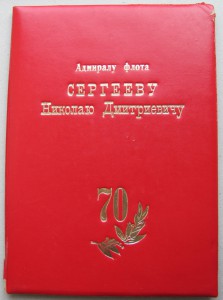 Адмиралу флота
СЕРГЕЕВУ
Николаю Дмитриевичу
70